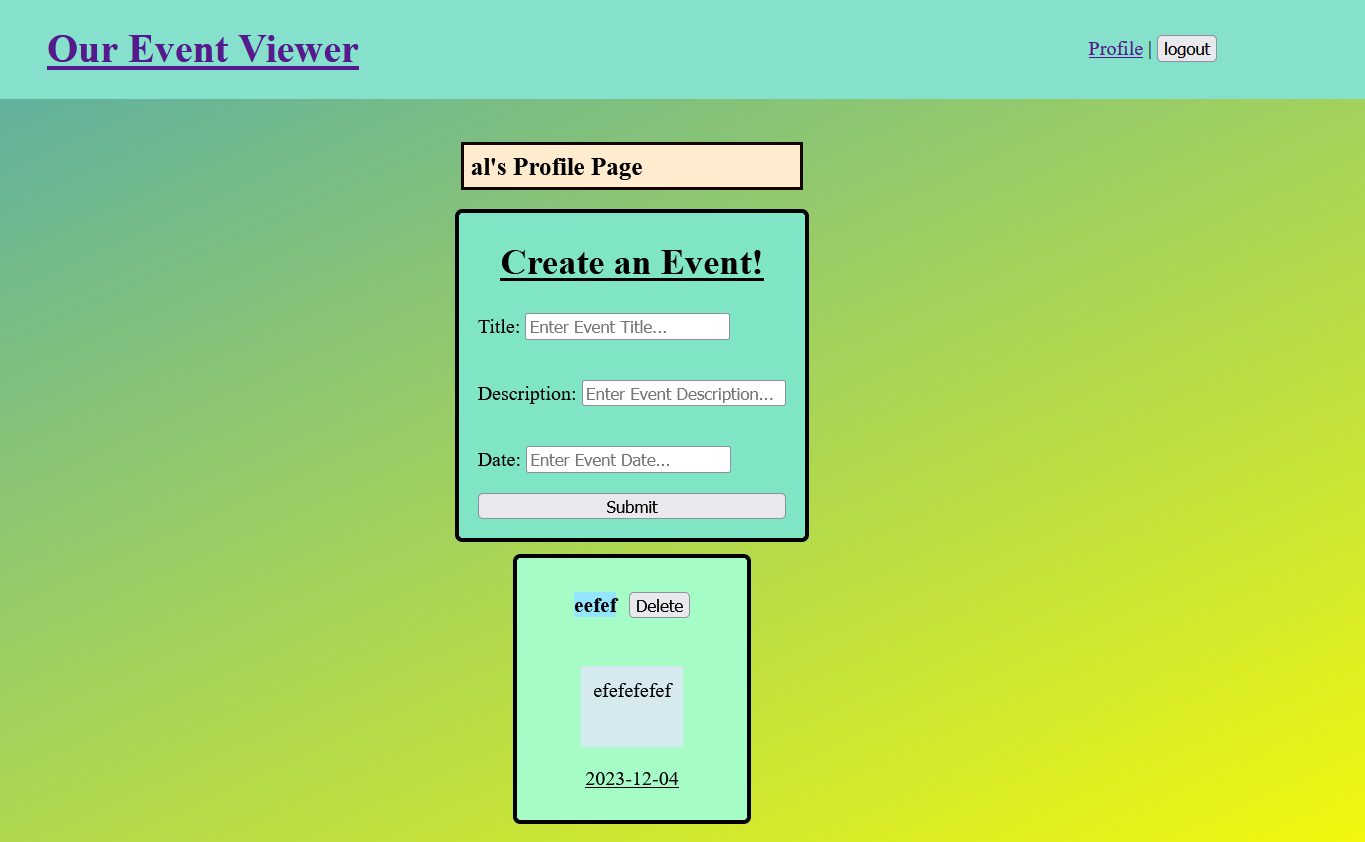 Our Event Viewer
Profile | logout
al's Profile Page
Create an Event!
Title: Enter Event Title...
Description: Enter Event Description...
Date: Enter Event Date...
Submit
eefef Delete
efefefefef
2023-12-04